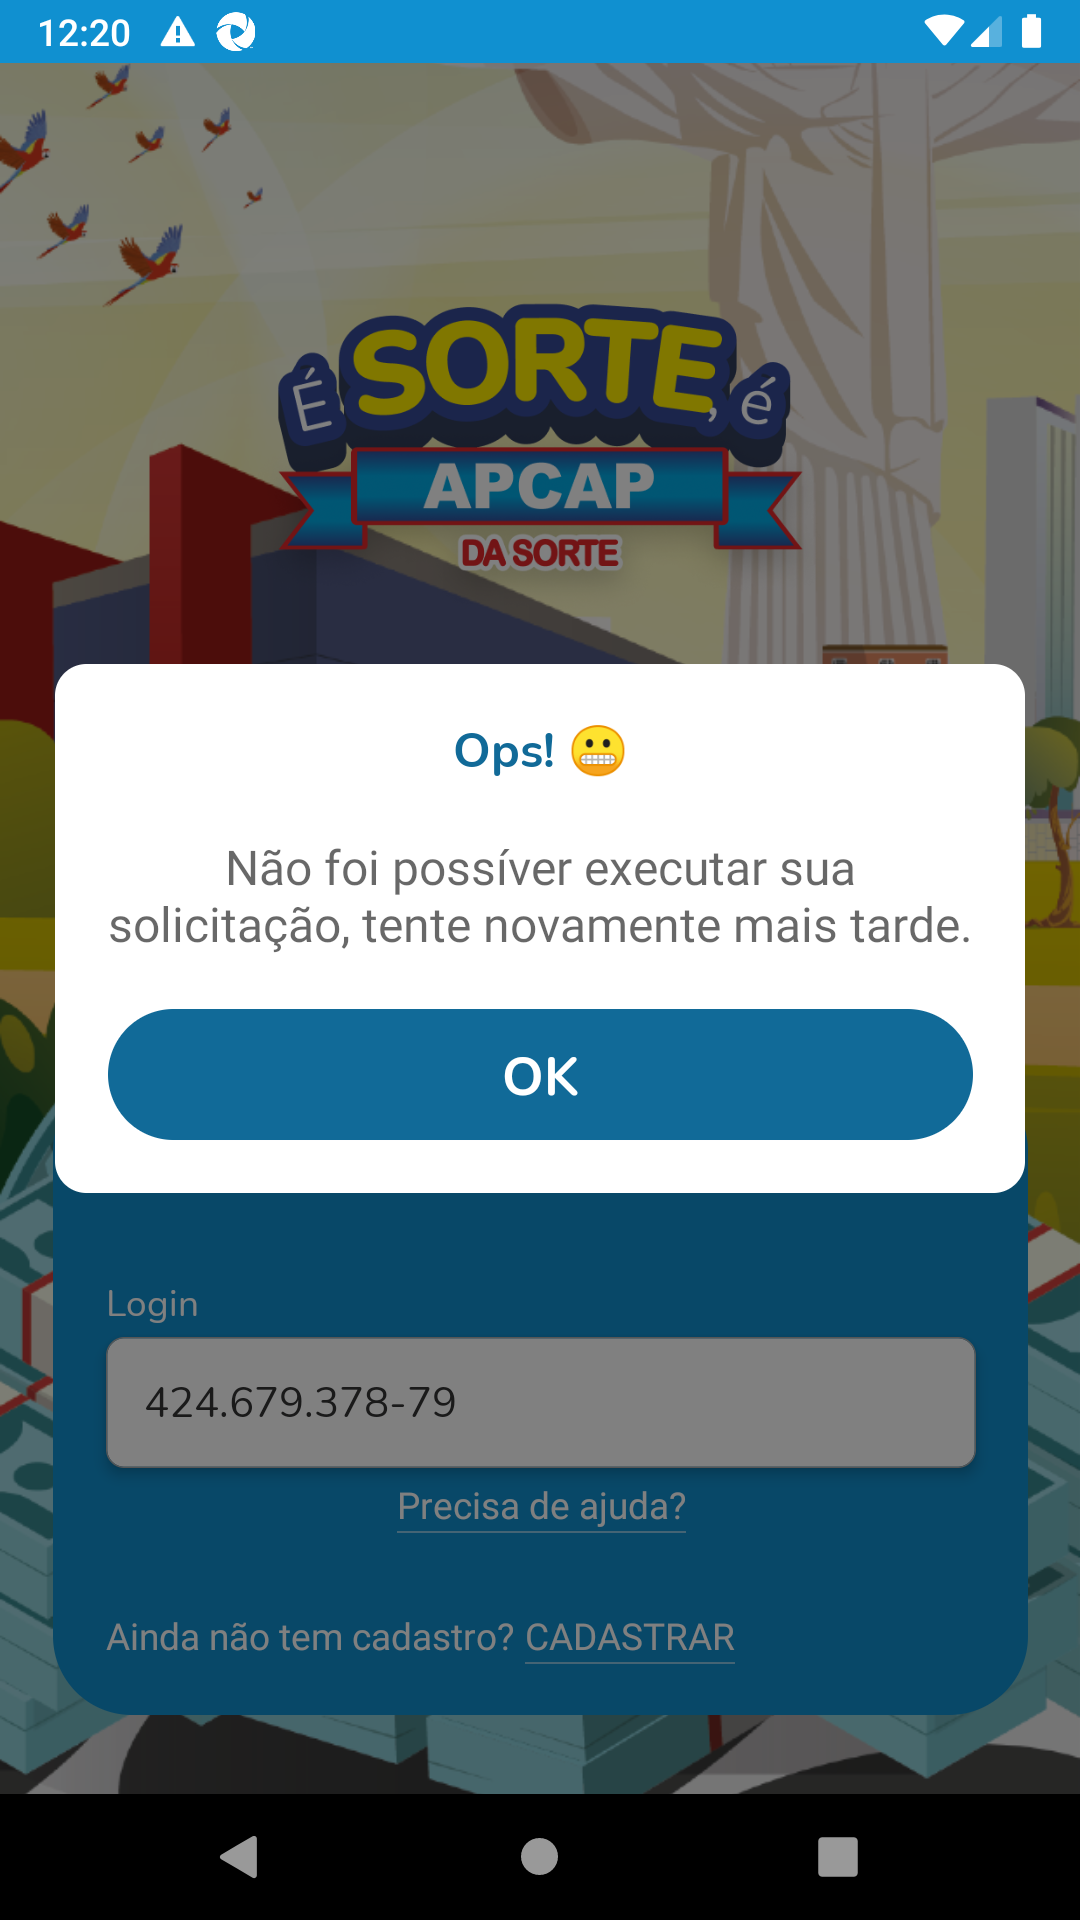 12:20
É SORTE, é
APCAP
DA SORTE
Ops! 😬
Não foi possíver executar sua
solicitação, tente novamente mais tarde.
OK
Login
424.679.378-79
Precisa de ajuda?
Ainda não tem cadastro? CADASTRAR